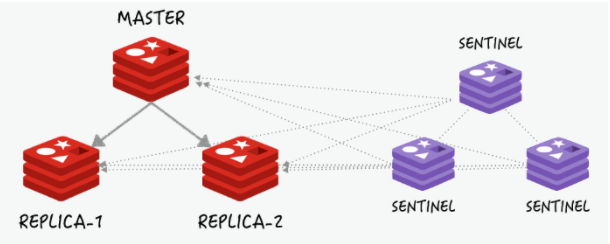 MASTER
SENTINEL
REPLICA-1
REPLICA-2
SENTINEL
SENTINEL